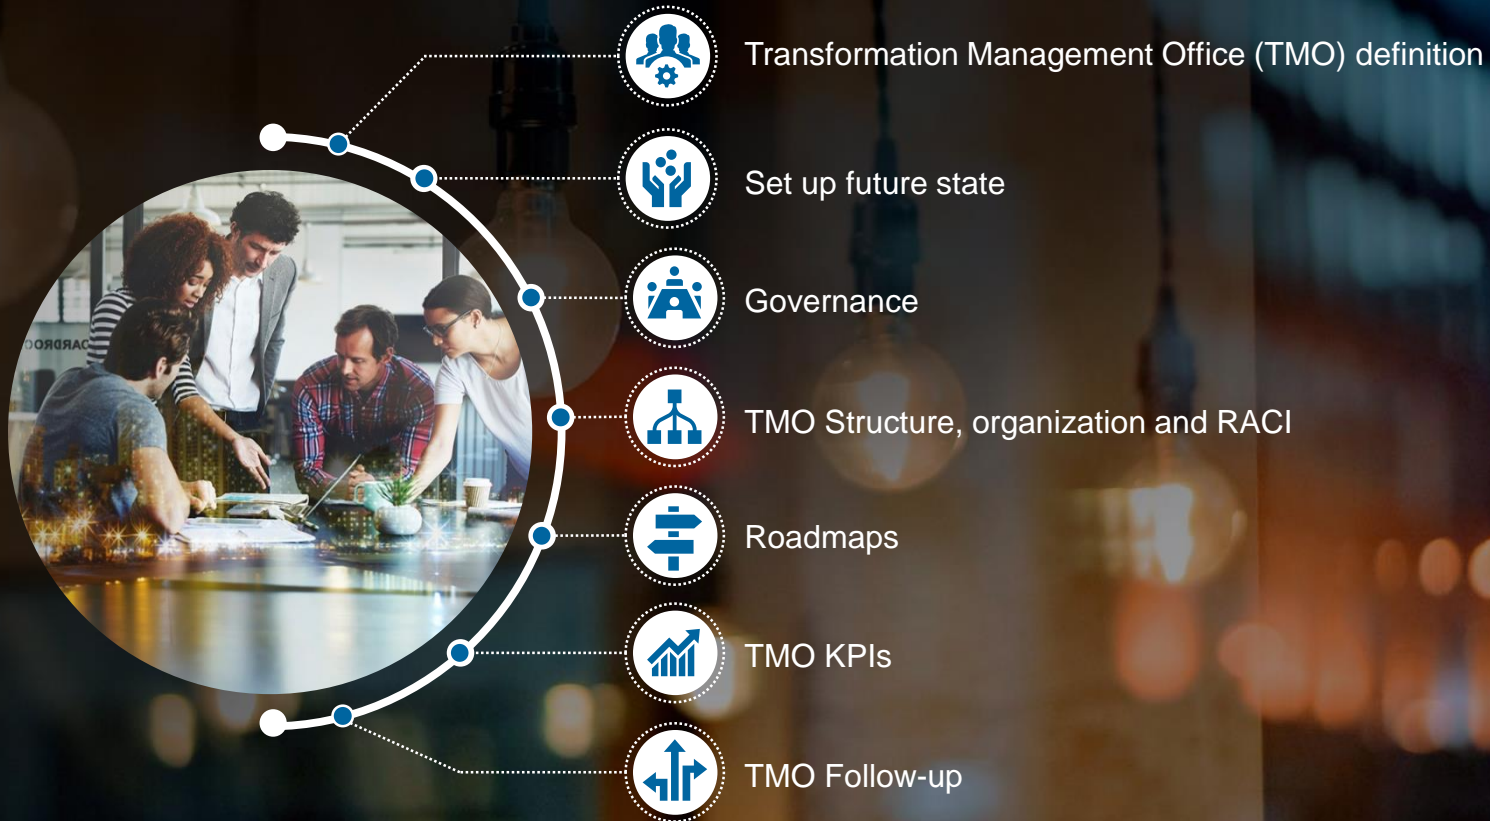 Transformation Management Office (TMO) definition
Set up future state
Governance
TMO Structure, organization and RACI
Roadmaps
TMO KPIs
TMO Follow-up